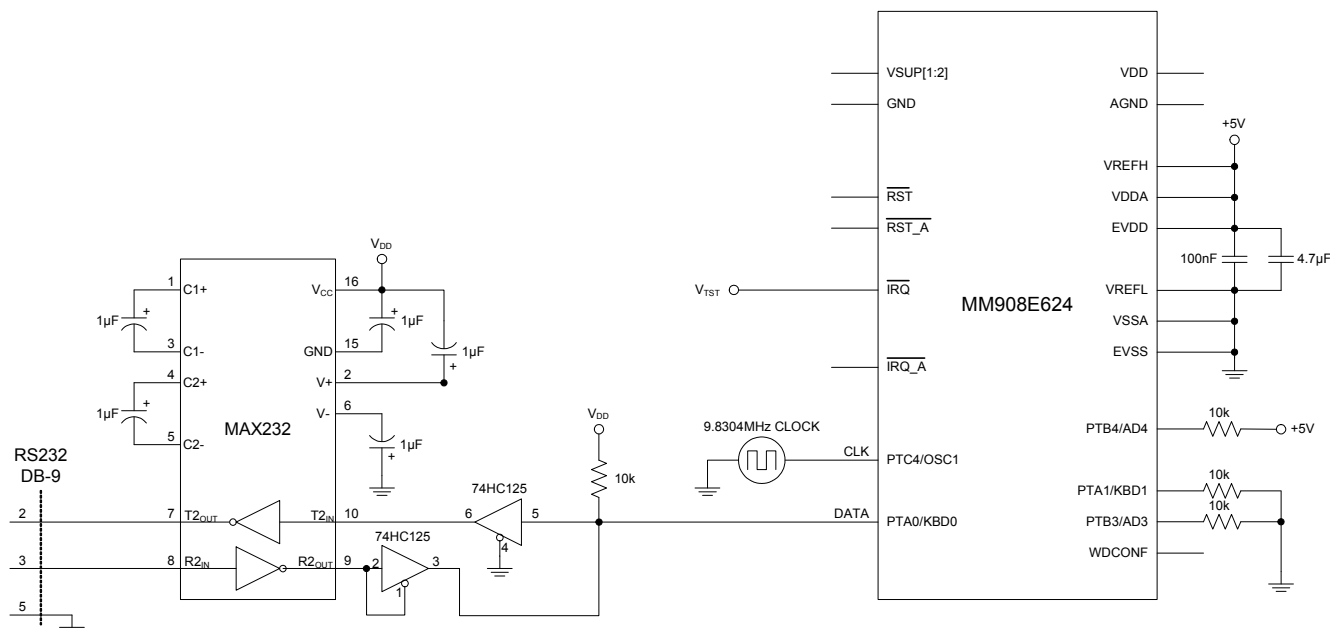 VSUP[1:2]
VDD
GND
AGND
+5V
VREFH
RST
VDDA
RST_A
EVDD
100nF
4.7µF
VTST
IRQ
MM908E624
VREFL
VSSA
EVSS
IRQ_A
VDD
1
C1+
VCC
16
1µF
+
+
1µF
3
C1-
GND
15
1µF
+
4
C2+
V+
2
1µF
+
MAX232
V-
6
5
C2-
1µF
+
10k
PTB4/AD4
+5V
9.8304MHz CLOCK
CLK
PTC4/OSC1
VDD
10k
10k
PTA1/KBD1
10k
PTB3/AD3
WDCONF
RS232
DB-9
74HC125
2
7
T2OUT
T2IN
10
6
5
4
DATA
PTA0/KBD0
74HC125
3
8
R2IN
R2OUT
9
2
3
1
5